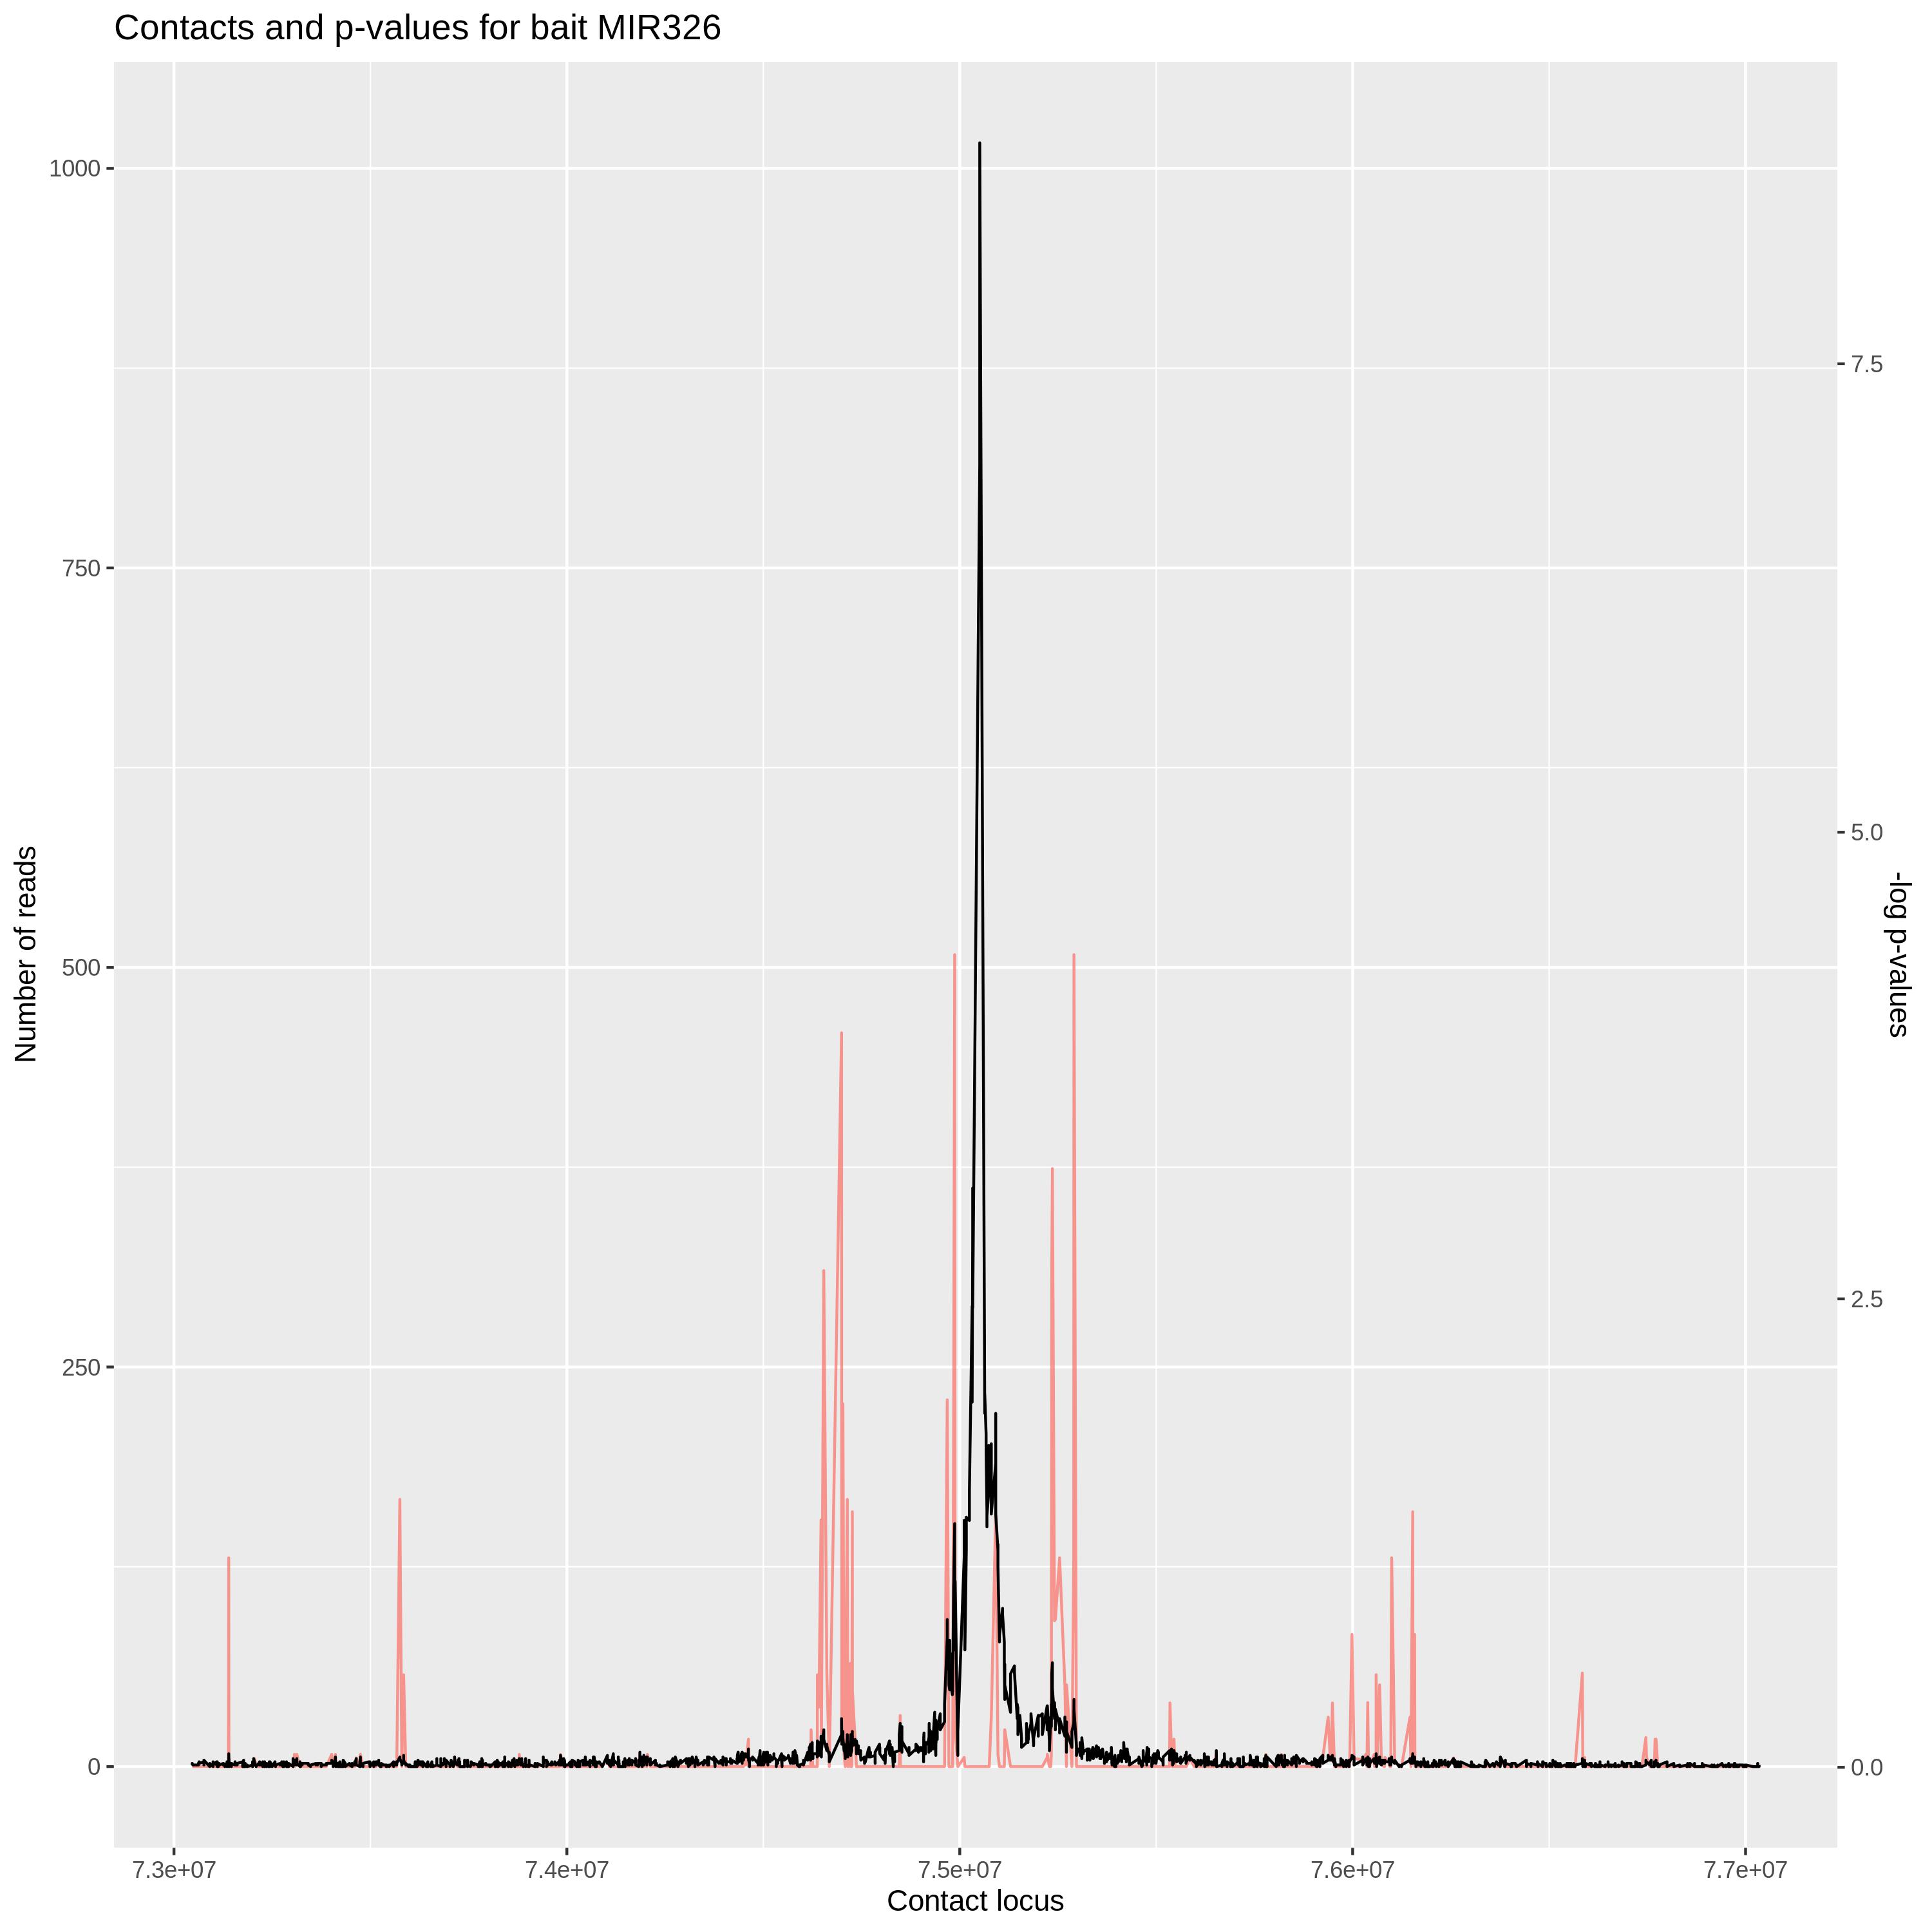 Contacts and p-values for bait MIR326
1000
750
500
250
0
Number of reads
7.5
5.0
2.5
0.0
-log p-values
7.3e+07
7.4e+07
7.5e+07
7.6e+07
7.7e+07
Contact locus